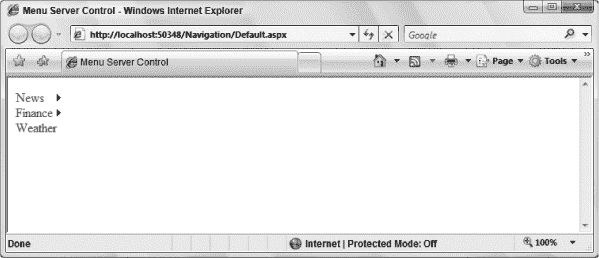 Menu Server Control - Windows Internet Explorer
http://localhost:50348/Navigation/Default.aspx
Google
Menu Server Control
Page
Tools
News
Finance
Weather
Done
Internet | Protected Mode: Off
100%